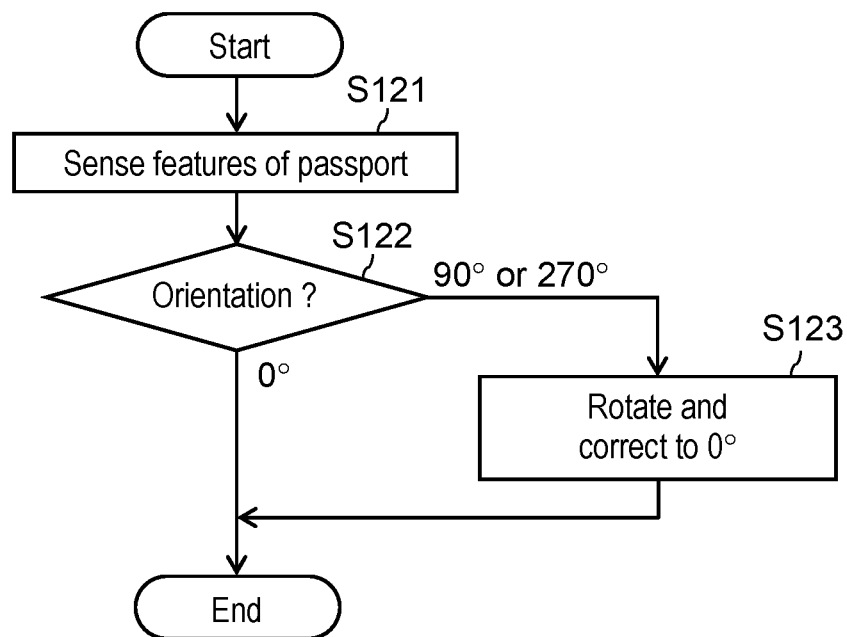 Start
S121
Sense features of passport
S122
Orientation ?
90° or 270°
0°
S123
Rotate and
correct to 0°
End